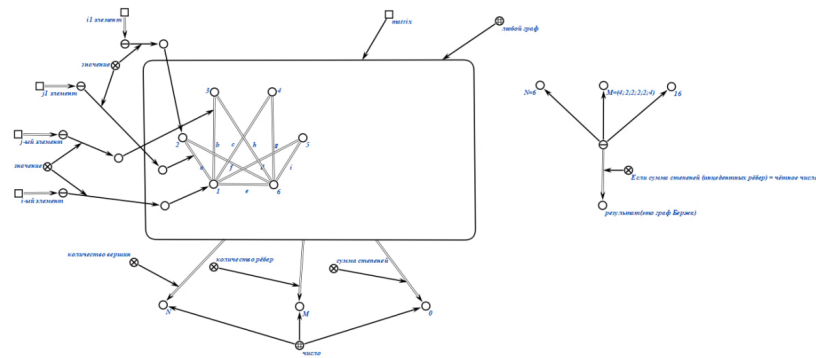 i1 элемент
matrix
любой граф
значение
j1 элемент
3
4
N=6
M=(4;2;2;2;2;4)
16
j-ый элемент
2
b
c
h
g
5
значение
a
f
d
i
Если сумма степеней (инцедентных рёбер) = чётное число
i-ый элемент
1
e
6
результат(это граф Бержа)
количество вершин
количество рёбер
сумма степеней
N
M
0
число